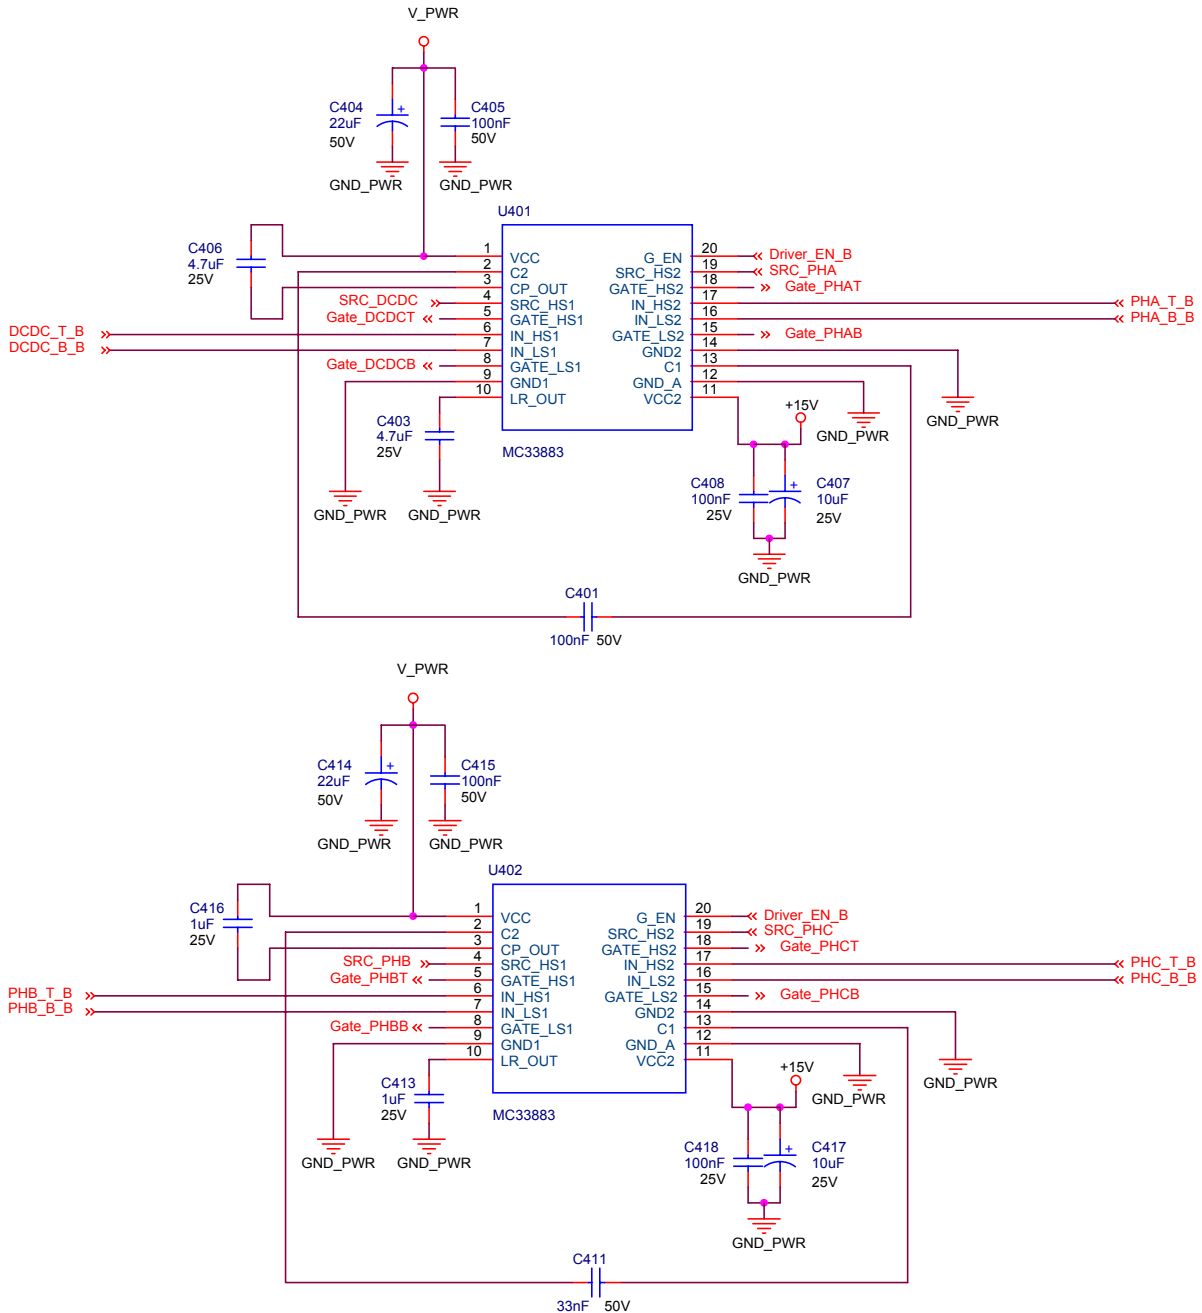 V_PWR
C404
22uF
50V
C405
100nF
50V
GND_PWR
GND_PWR
U401
C406
4.7uF
25V
1 VCC
2 C2
3 CP_OUT
SRC_DCDC 4 SRC_HS1
Gate_DCDCT 5 GATE_HS1
DCDC_T_B 6 IN_HS1
DCDC_B_B 7 IN_LS1
Gate_DCDCB 8 GATE_LS1
9 GND1
10 LR_OUT
G_EN 20 Driver_EN_B
SRC_HS2 19 SRC_PHA
GATE_HS2 18 Gate_PHAT
IN_HS2 17 PHA_T_B
IN_LS2 16 PHA_B_B
GATE_LS2 15 Gate_PHAB
GND2 14
C1 13
GND_A 12
VCC2 11
MC33883
C403
4.7uF
25V
GND_PWR
GND_PWR
+15V
GND_PWR
GND_PWR
C408
100nF
25V
C407
10uF
25V
GND_PWR
C401
100nF 50V
V_PWR
C414
22uF
50V
C415
100nF
50V
GND_PWR
GND_PWR
U402
C416
1uF
25V
1 VCC
2 C2
3 CP_OUT
SRC_PHB 4 SRC_HS1
Gate_PHBT 5 GATE_HS1
PHB_T_B 6 IN_HS1
PHB_B_B 7 IN_LS1
Gate_PHBB 8 GATE_LS1
9 GND1
10 LR_OUT
G_EN 20 Driver_EN_B
SRC_HS2 19 SRC_PHC
GATE_HS2 18 Gate_PHCT
IN_HS2 17 PHC_T_B
IN_LS2 16 PHC_B_B
GATE_LS2 15 Gate_PHCB
GND2 14
C1 13
GND_A 12
VCC2 11
MC33883
C413
1uF
25V
GND_PWR
GND_PWR
+15V
GND_PWR
GND_PWR
C418
100nF
25V
C417
10uF
25V
GND_PWR
C411
33nF 50V